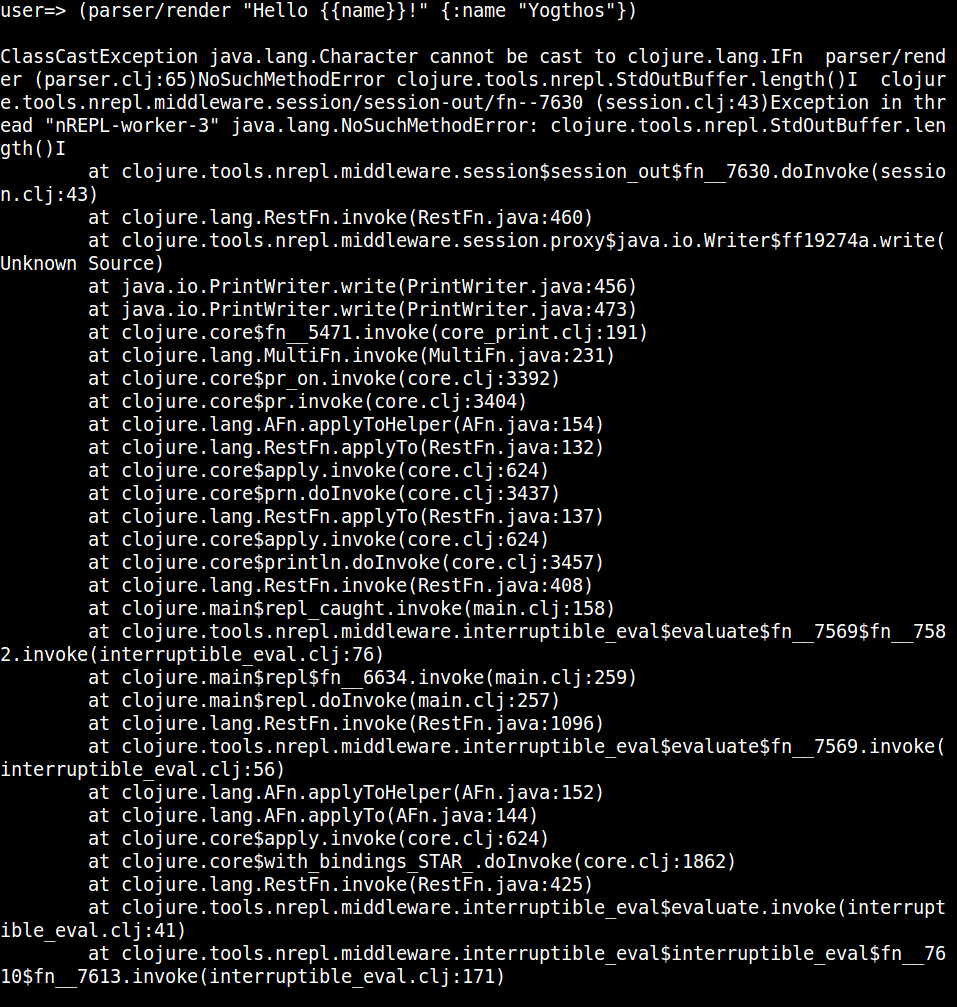 user=> (parser/render "Hello {{name}}!" {:name "Yogthos"})
ClassCastException java.lang.Character cannot be cast to clojure.lang.IFn  parser/rend
er (parser.clj:65)NoSuchMethodError clojure.tools.nrepl.StdOutBuffer.length()I  clojur
e.tools.nrepl.middleware.session/session-out/fn--7630 (session.clj:43)Exception in thr
ead "nREPL-worker-3" java.lang.NoSuchMethodError: clojure.tools.nrepl.StdOutBuffer.len
gth()I
        at clojure.tools.nrepl.middleware.session$session_out$fn__7630.doInvoke(sessio
n.clj:43)
        at clojure.lang.RestFn.invoke(RestFn.java:460)
        at clojure.tools.nrepl.middleware.session.proxy$java.io.Writer$ff19274a.write(
Unknown Source)
        at java.io.PrintWriter.write(PrintWriter.java:456)
        at java.io.PrintWriter.write(PrintWriter.java:473)
        at clojure.core$fn__5471.invoke(core_print.clj:191)
        at clojure.lang.MultiFn.invoke(MultiFn.java:231)
        at clojure.core$pr_on.invoke(core.clj:3392)
        at clojure.core$pr.invoke(core.clj:3404)
        at clojure.lang.AFn.applyToHelper(AFn.java:154)
        at clojure.lang.RestFn.applyTo(RestFn.java:132)
        at clojure.core$apply.invoke(core.clj:624)
        at clojure.core$prn.doInvoke(core.clj:3437)
        at clojure.lang.RestFn.applyTo(RestFn.java:137)
        at clojure.core$apply.invoke(core.clj:624)
        at clojure.core$println.doInvoke(core.clj:3457)
        at clojure.lang.RestFn.invoke(RestFn.java:408)
        at clojure.main$repl_caught.invoke(main.clj:158)
        at clojure.tools.nrepl.middleware.interruptible_eval$evaluate$fn__7569$fn__758
2.invoke(interruptible_eval.clj:76)
        at clojure.main$repl$fn__6634.invoke(main.clj:259)
        at clojure.main$repl.doInvoke(main.clj:257)
        at clojure.lang.RestFn.invoke(RestFn.java:1096)
        at clojure.tools.nrepl.middleware.interruptible_eval$evaluate$fn__7569.invoke(
interruptible_eval.clj:56)
        at clojure.lang.AFn.applyToHelper(AFn.java:152)
        at clojure.lang.AFn.applyTo(AFn.java:144)
        at clojure.core$apply.invoke(core.clj:624)
        at clojure.core$with_bindings_STAR_.doInvoke(core.clj:1862)
        at clojure.lang.RestFn.invoke(RestFn.java:425)
        at clojure.tools.nrepl.middleware.interruptible_eval$evaluate.invoke(interrupt
ible_eval.clj:41)
        at clojure.tools.nrepl.middleware.interruptible_eval$interruptible_eval$fn__76
10$fn__7613.invoke(interruptible_eval.clj:171)